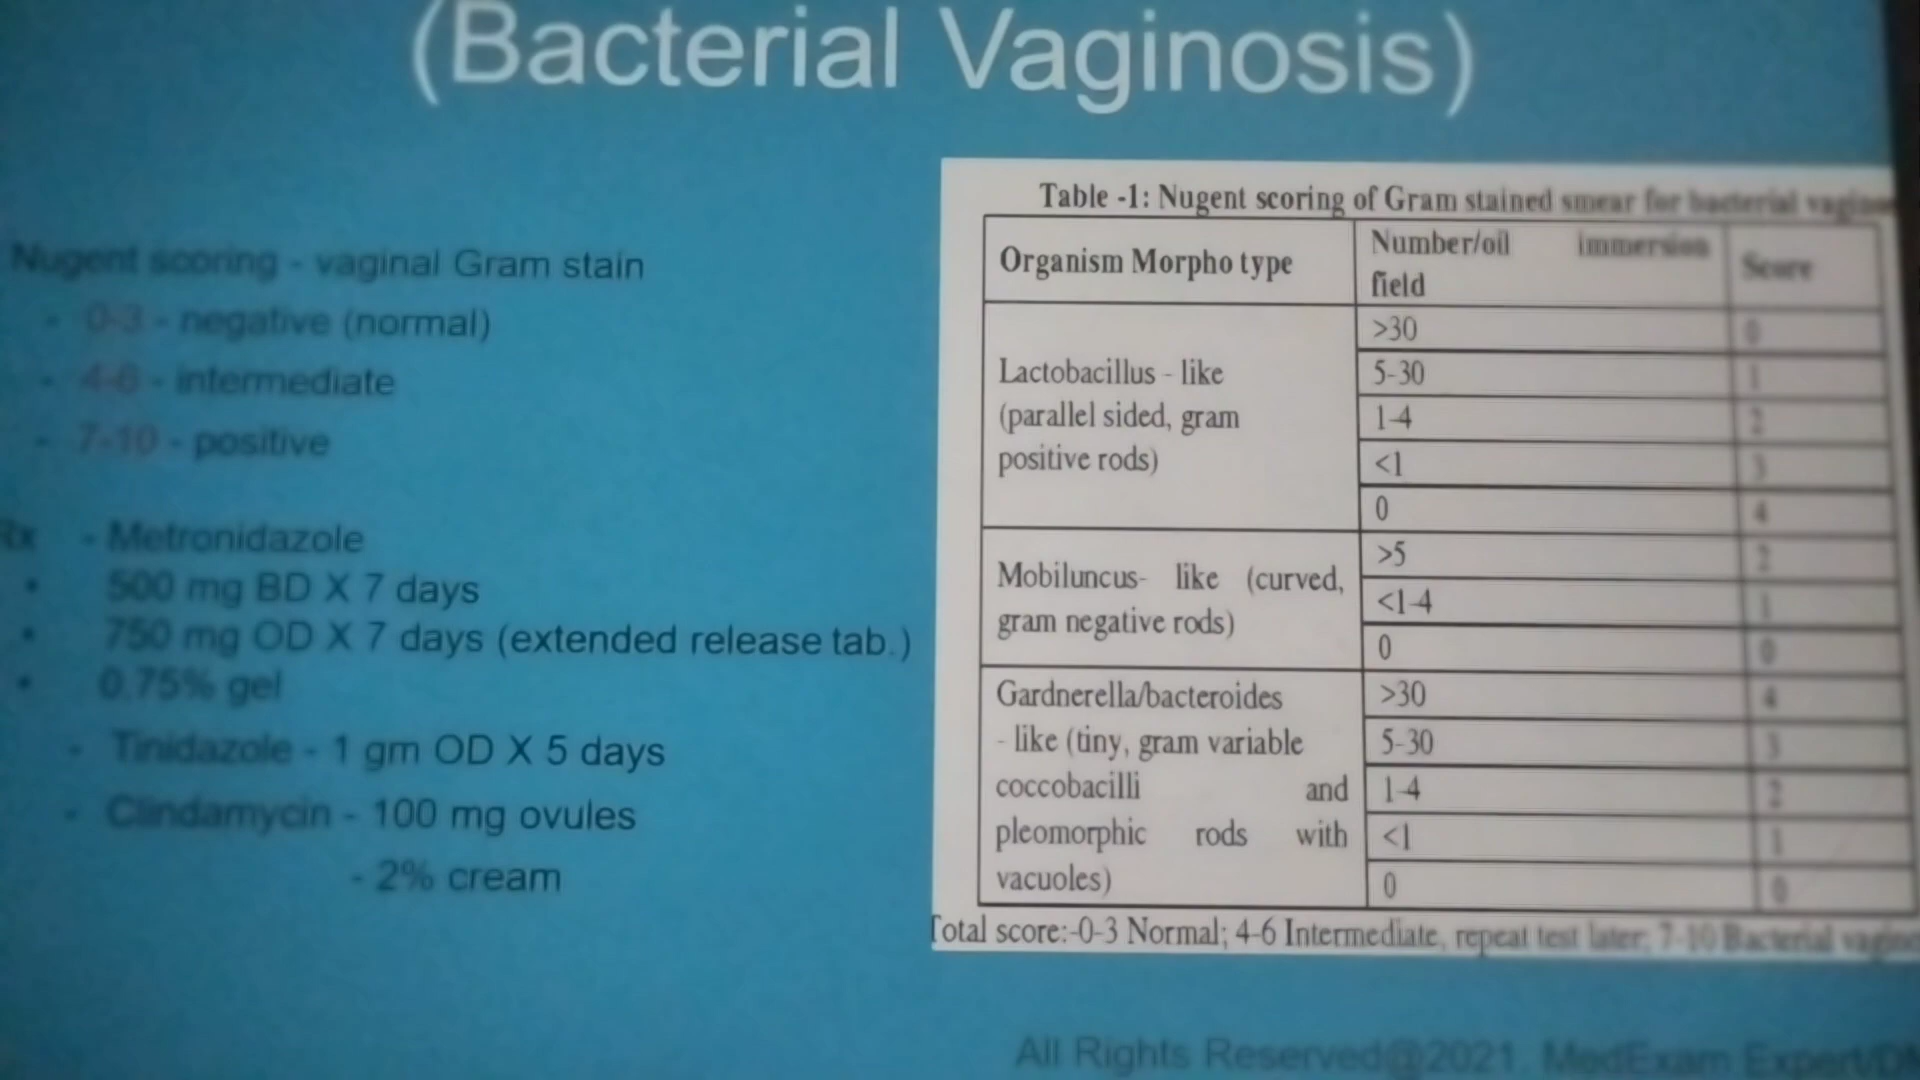 (Bacterial Vaginosis)
Nugent scoring - vaginal Gram stain
- 0-3 - negative (normal)
- 4-6 - intermediate
- 7-10 - positive
Rx - Metronidazole
• 500 mg BD X 7 days
• 750 mg OD X 7 days (extended release tab.)
• 0.75% gel
- Tinidazole - 1 gm OD X 5 days
- Clindamycin - 100 mg ovules
- 2% cream
Table -1: Nugent scoring of Gram stained smear for bacterial
Organism Morpho type
Number/oil immersion
field
Score
Lactobacillus - like
(parallel sided, gram
positive rods)
>30 0
5-30 1
1-4 2
<1 3
0 4
Mobiluncus- like (curved,
gram negative rods)
>5 2
<1-4 1
0 0
Gardnerella/bacteroides
- like (tiny, gram variable
coccobacilli and
pleomorphic rods with
vacuoles)
>30 4
5-30 3
1-4 2
<1 1
0 0
Total score:-0-3 Normal; 4-6 Intermediate, repeat test later; 7-10 Bacterial
All Rights Reserved@2021. MedExam Expert/